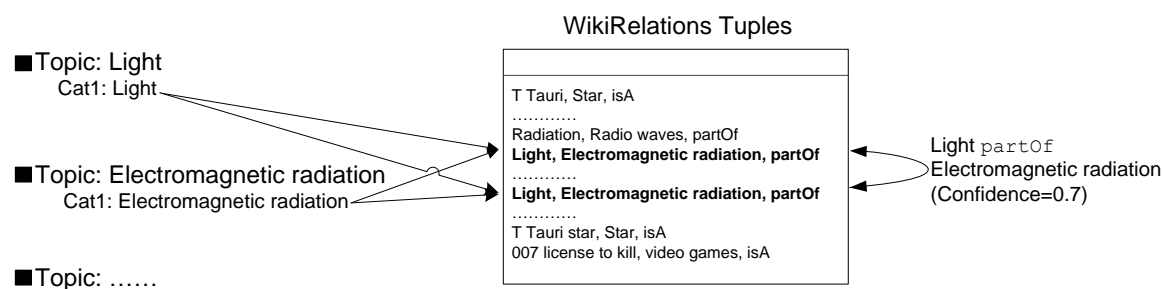 WikiRelations Tuples
■Topic: Light
Cat1: Light
■Topic: Electromagnetic radiation
Cat1: Electromagnetic radiation
■Topic: ……
T Tauri, Star, isA
…………
Radiation, Radio waves, partOf
Light, Electromagnetic radiation, partOf
…………
Light, Electromagnetic radiation, partOf
…………
T Tauri star, Star, isA
007 license to kill, video games, isA
Light partOf
Electromagnetic radiation
(Confidence=0.7)